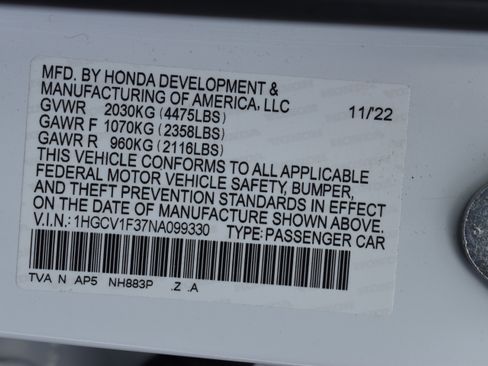 MFD. BY HONDA DEVELOPMENT &
MANUFACTURING OF AMERICA, LLC
GVWR 2030KG (4475LBS) 11/'22
GAWR F 1070KG (2358LBS)
GAWR R 960KG (2116LBS)
THIS VEHICLE CONFORMS TO ALL APPLICABLE
FEDERAL MOTOR VEHICLE SAFETY, BUMPER,
AND THEFT PREVENTION STANDARDS IN EFFECT
ON THE DATE OF MANUFACTURE SHOWN ABOVE.
V.I.N.: 1HGCV1F37NA099330 TYPE: PASSENGER CAR
TVA N AP5 NH883P .Z .A